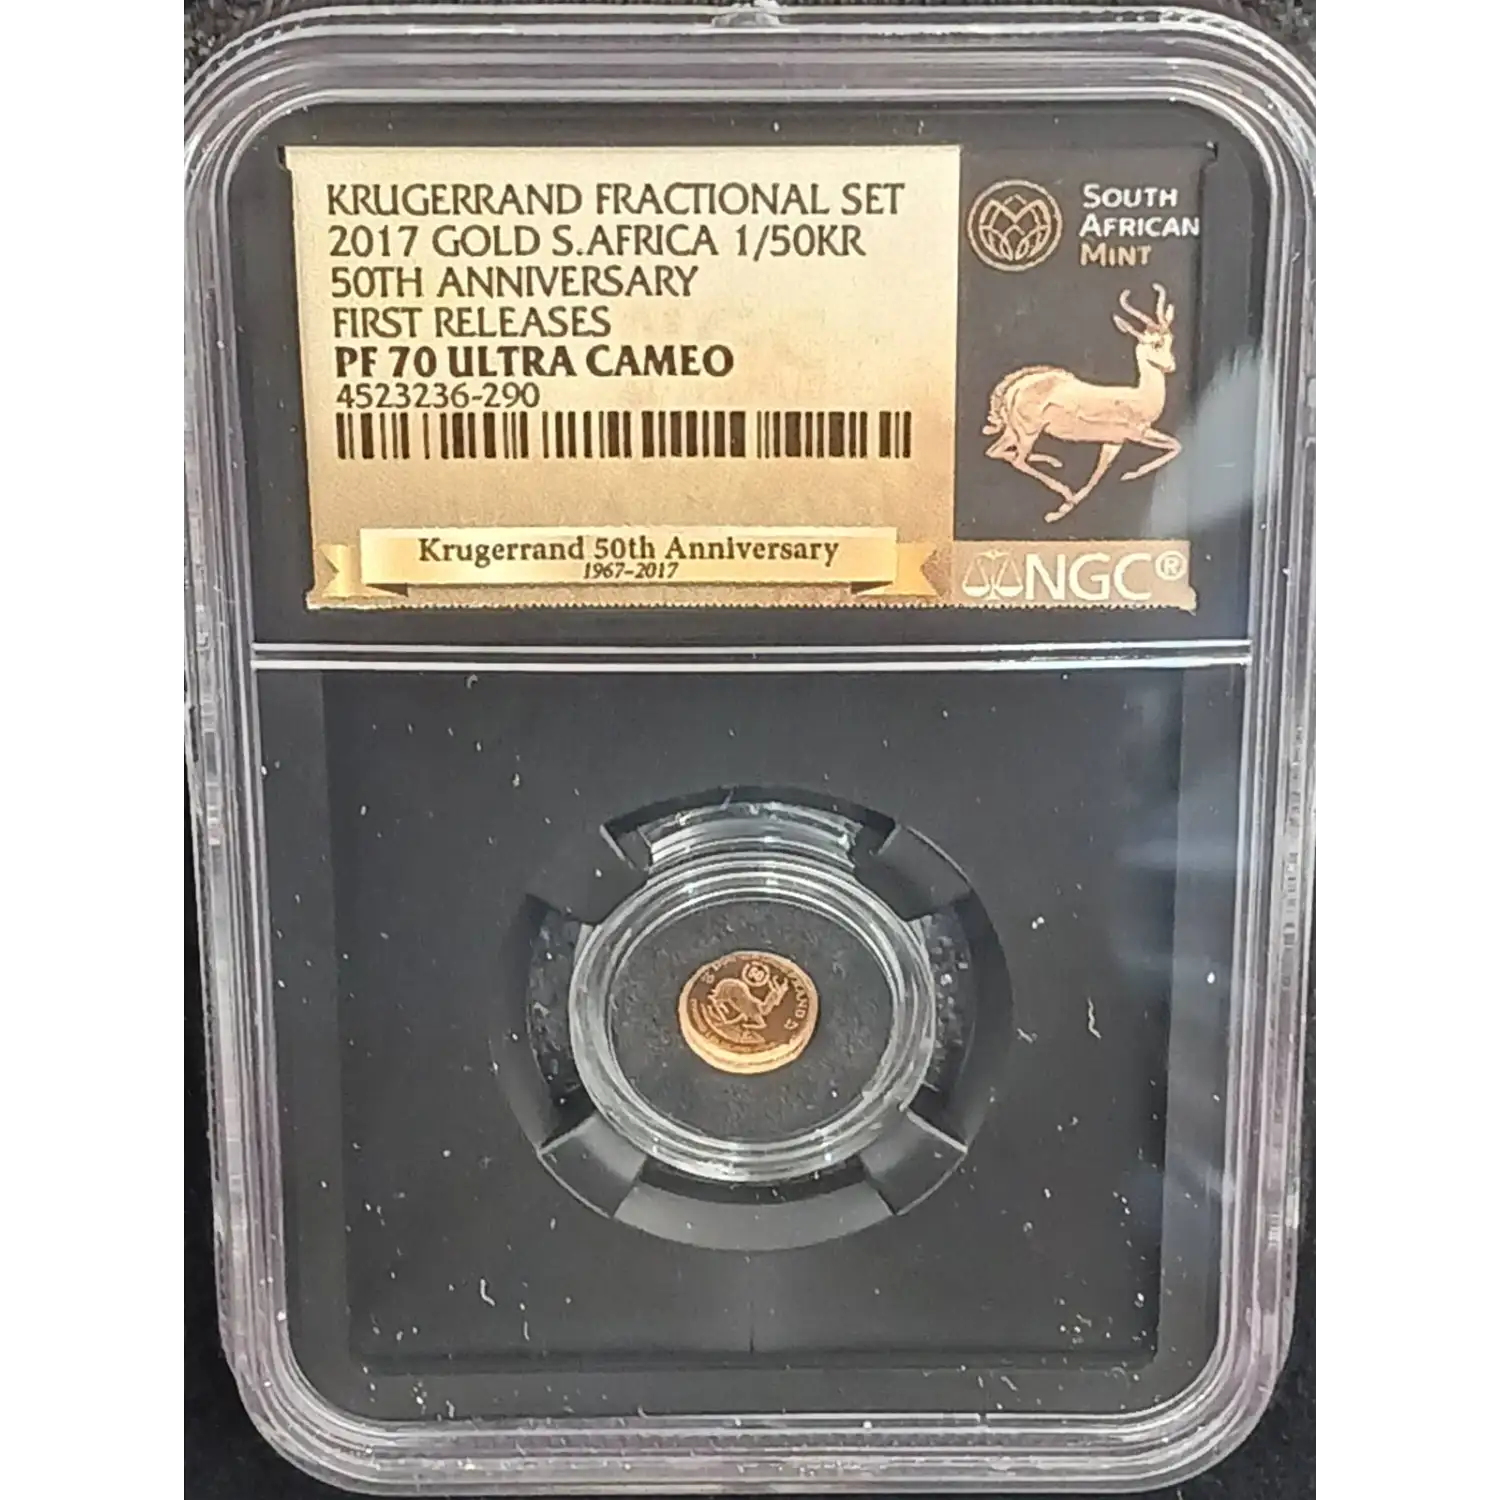 KRUGERRAND FRACTIONAL SET
2017 GOLD S.AFRICA 1/50KR
50TH ANNIVERSARY
FIRST RELEASES
PF 70 ULTRA CAMEO
4523236-290
Krugerrand 50th Anniversary
1967-2017
SOUTH
AFRICAN
MINT
NGC®
50